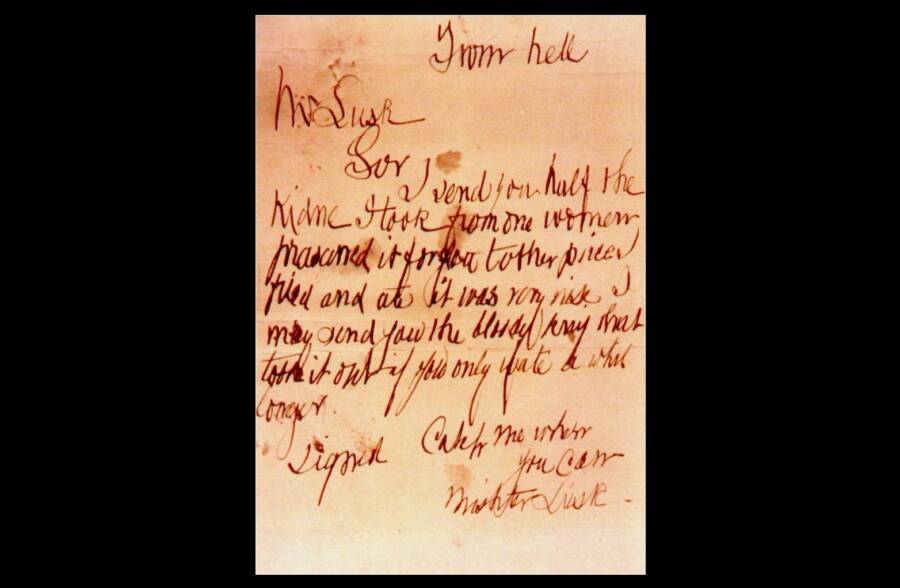 From hell
Mr Lusk
Sor
I send you half the
Kidne I took from one women
prasarved it for you tother piece I
fried and ate it was very nise I
may send you the bloody knif that
took it out if you only wate a whil
longer.
signed Catch me when
you Can
Mishter Lusk.